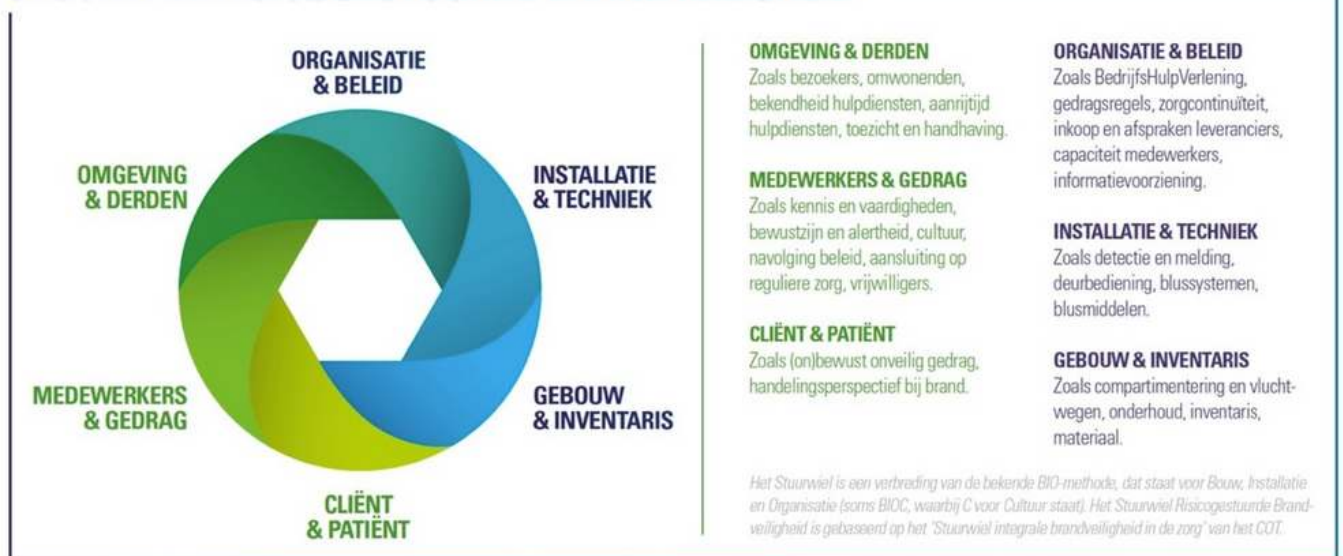 ORGANISATIE
& BELEID
OMGEVING
& DERDEN
INSTALLATIE
& TECHNIEK
MEDEWERKERS
& GEDRAG
GEBOUW
& INVENTARIS
CLIËNT
& PATIËNT
OMGEVING & DERDEN
Zoals bezoekers, omwonenden,
bekendheid hulpdiensten, aanrijtijd
hulpdiensten, toezicht en handhaving.
MEDEWERKERS & GEDRAG
Zoals kennis en vaardigheden,
bewustzijn en alertheid, cultuur,
navolging beleid, aansluiting op
reguliere zorg, vrijwilligers.
CLIËNT & PATIËNT
Zoals (on)bewust onveilig gedrag,
handelingsperspectief bij brand.
ORGANISATIE & BELEID
Zoals BedrijfsHulpVerlening,
gedragsregels, zorgcontinuïteit,
inkoop en afspraken leveranciers,
capaciteit medewerkers,
informatievoorziening.
INSTALLATIE & TECHNIEK
Zoals detectie en melding,
deurbediening, blussystemen,
blusmiddelen.
GEBOUW & INVENTARIS
Zoals compartimentering en vlucht-
wegen, onderhoud, inventaris,
materiaal.
Het Stuurwiel is een verbreding van de bekende BIO-methode, dat staat voor Bouw, Installatie
en Organisatie (soms BIOC, waarbij C voor Cultuur staat). Het Stuurwiel Risicogestuurde Brand-
veiligheid is gebaseerd op het 'Stuurwiel integrale brandveiligheid in de zorg' van het COT.